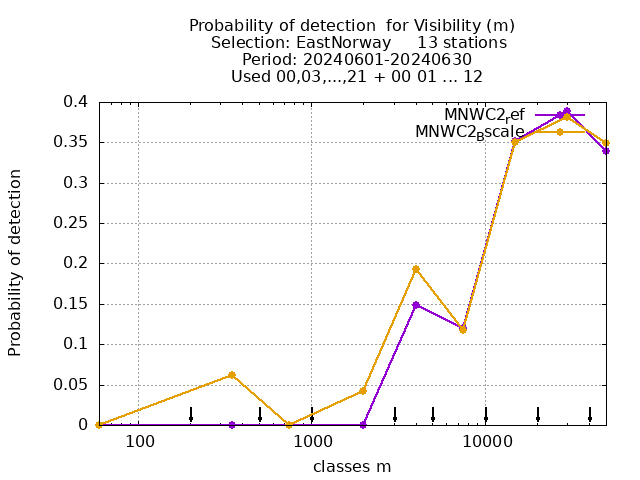 Probability of detection  for Visibility (m)
Selection: EastNorway     13 stations
Period: 20240601-20240630
Used 00,03,...,21 + 00 01 ... 12
MNWC2_ref
MNWC2_Bscale
0.4
0.35
0.3
0.25
0.2
0.15
0.1
0.05
0
Probability of detection
100
1000
10000
classes m